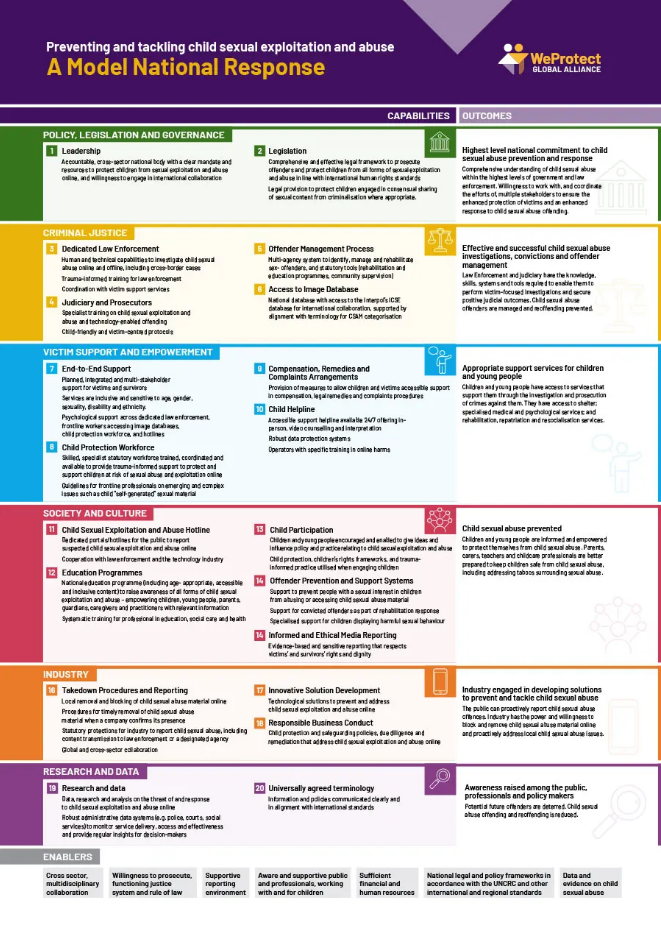 Preventing and tackling child sexual exploitation and abuse
A Model National Response
WeProtect
GLOBAL ALLIANCE
CAPABILITIES
OUTCOMES
POLICY, LEGISLATION AND GOVERNANCE
1 Leadership
Accountable, cross-sector national body with a clear mandate and
resources to protect children from sexual exploitation and abuse
online, and willingness to engage in international collaboration
2 Legislation
Comprehensive and effective legal framework to prosecute
offenders and protect children from all forms of sexual exploitation
and abuse in line with international human rights standards
Legal provision to protect children engaged in consensual sharing
of sexual content from criminalisation where appropriate.
Highest level national commitment to child
sexual abuse prevention and response
Comprehensive understanding of child sexual abuse
within the highest levels of government and law
enforcement. Willingness to work with, and coordinate
the efforts of, multiple stakeholders to ensure the
enhanced protection of victims and an enhanced
response to child sexual abuse offending.
CRIMINAL JUSTICE
3 Dedicated Law Enforcement
Human and technical capabilities to investigate child sexual
abuse online and offline, including cross-border cases
Trauma-informed training for law enforcement
Coordination with victim support services
4 Judiciary and Prosecutors
Specialist training on child sexual exploitation and
abuse and technology-enabled offending
Child-friendly and victim-centred protocols
5 Offender Management Process
Multi-agency system to identify, manage and rehabilitate
sex- offenders, and statutory tools (rehabilitation and
education programmes, community supervision)
6 Access to Image Database
National database with access to the Interpol's ICSE
database for international collaboration, supported by
alignment with terminology for CSAM categorisation
Effective and successful child sexual abuse
investigations, convictions and offender
management
Law Enforcement and judiciary have the knowledge,
skills, systems and tools required to enable them to
perform victim-focused investigations and secure
positive judicial outcomes. Child sexual abuse
offenders are managed and reoffending prevented.
VICTIM SUPPORT AND EMPOWERMENT
7 End-to-End Support
Planned, integrated and multi-stakeholder
support for victims and survivors
Services are inclusive and sensitive to age, gender,
sexuality, disability and ethnicity.
Psychological support across dedicated law enforcement,
frontline workers accessing image databases,
child protection workforce, and hotlines
8 Child Protection Workforce
Skilled, specialist statutory workforce trained, coordinated and
available to provide trauma-informed support to protect and
support children at risk of sexual abuse and exploitation online
Guidelines for frontline professionals on emerging and complex
issues such as child "self-generated" sexual material
9 Compensation, Remedies and
Complaints Arrangements
Provision of measures to allow children and victims accessible support
in compensation, legal remedies and complaints procedures
10 Child Helpline
Accessible support helpline available 24/7 offering in-
person, video counselling and interpretation
Robust data protection systems
Operators with specific training in online harms
Appropriate support services for children
and young people
Children and young people have access to services that
support them through the investigation and prosecution
of crimes against them. They have access to shelter;
specialised medical and psychological services; and
rehabilitation, repatriation and resocialisation services.
SOCIETY AND CULTURE
11 Child Sexual Exploitation and Abuse Hotline
Dedicated portals/hotlines for the public to report
suspected child sexual exploitation and abuse online
Cooperation with law enforcement and the technology industry
12 Education Programmes
National education programme (including age- appropriate, accessible
and inclusive content) to raise awareness of all forms of child sexual
exploitation and abuse - empowering children, young people, parents,
guardians, caregivers and practitioners with relevant information
Systematic training for professional in education, social care and health
13 Child Participation
Children and young people encouraged and enabled to give ideas and
influence policy and practice relating to child sexual exploitation and abuse
Child protection, children's rights frameworks, and trauma-
informed practice utilised when engaging children
14 Offender Prevention and Support Systems
Support to prevent people with a sexual interest in children
from abusing or accessing child sexual abuse material
Support for convicted offenders as part of rehabilitation response
Specialised support for children displaying harmful sexual behaviour
14 Informed and Ethical Media Reporting
Evidence-based and sensitive reporting that respects
victims' and survivors' rights and dignity
Child sexual abuse prevented
Children and young people are informed and empowered
to protect themselves from child sexual abuse. Parents,
carers, teachers and childcare professionals are better
prepared to keep children safe from child sexual abuse,
including addressing taboos surrounding sexual abuse.
INDUSTRY
16 Takedown Procedures and Reporting
Local removal and blocking of child sexual abuse material online
Procedures for timely removal of child sexual abuse
material when a company confirms its presence
Statutory protections for industry to report child sexual abuse, including
content transmission to law enforcement or a designated agency
Global and cross-sector collaboration
17 Innovative Solution Development
Technological solutions to prevent and address
child sexual exploitation and abuse online
18 Responsible Business Conduct
Child protection and safeguarding policies, due diligence and
remediation that address child sexual exploitation and abuse online
Industry engaged in developing solutions
to prevent and tackle child sexual abuse
The public can proactively report child sexual abuse
offences. Industry has the power and willingness to
block and remove child sexual abuse material online
and proactively address local child sexual abuse issues.
RESEARCH AND DATA
19 Research and data
Data, research and analysis on the threat of and response
to child sexual exploitation and abuse online
Robust administrative data systems (e.g. police, courts, social
services) to monitor service delivery, access and effectiveness
and provide regular insights for decision-makers
20 Universally agreed terminology
Information and policies communicated clearly and
in alignment with international standards
Awareness raised among the public,
professionals and policy makers
Potential future offenders are deterred. Child sexual
abuse offending and reoffending is reduced.
ENABLERS
Cross sector,
multidisciplinary
collaboration
Willingness to prosecute,
functioning justice
system and rule of law
Supportive
reporting
environment
Aware and supportive public
and professionals, working
with and for children
Sufficient
financial and
human resources
National legal and policy frameworks in
accordance with the UNCRC and other
international and regional standards
Data and
evidence on child
sexual abuse